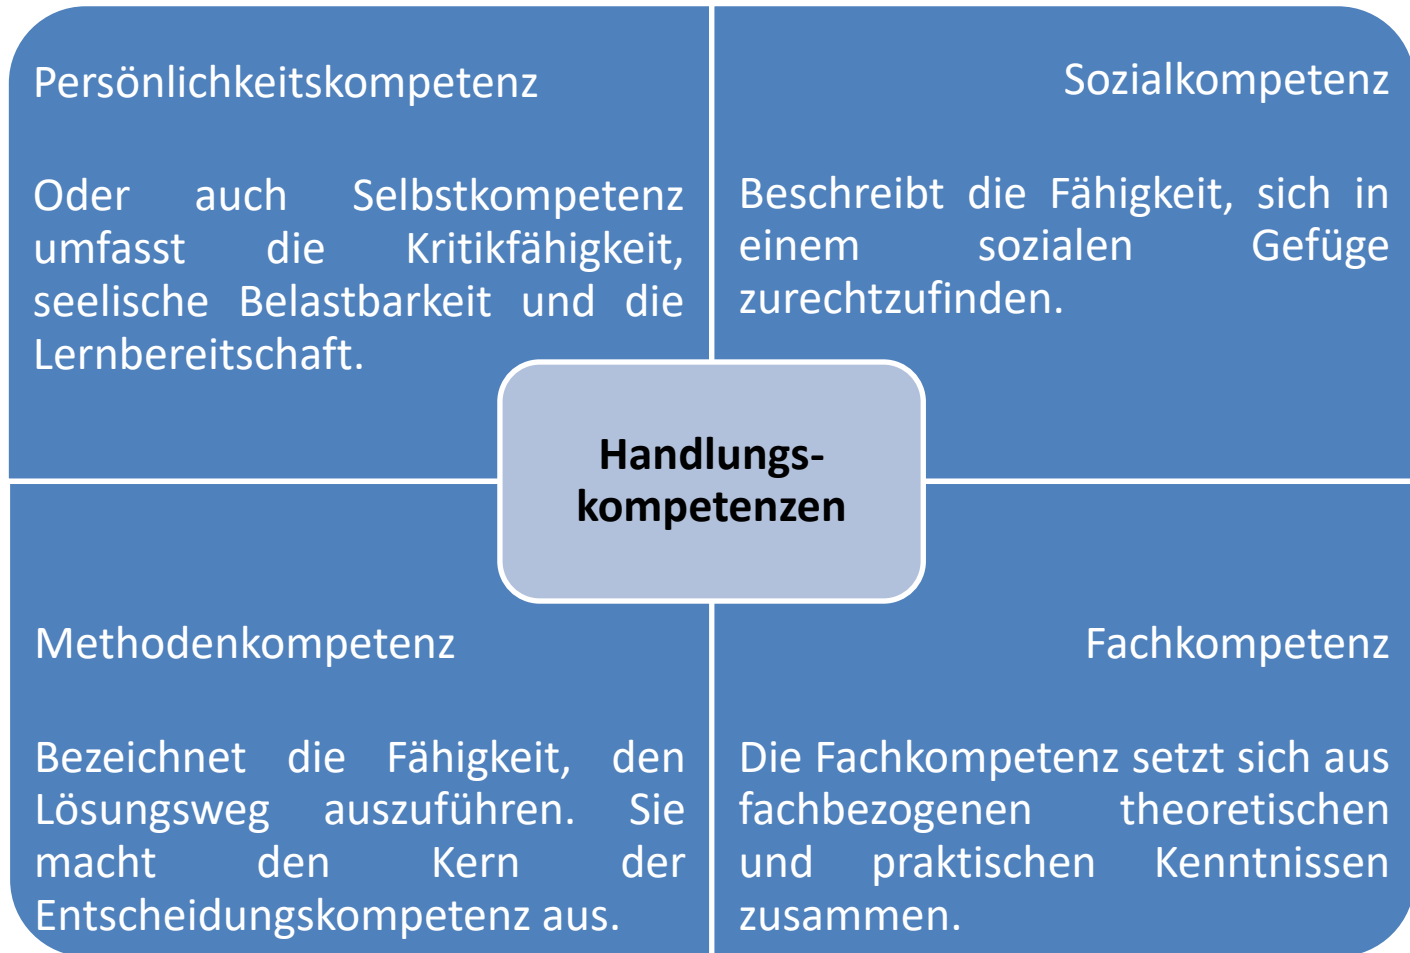 Persönlichkeitskompetenz
Oder auch Selbstkompetenz
umfasst die Kritikfähigkeit,
seelische Belastbarkeit und die
Lernbereitschaft.
Sozialkompetenz
Beschreibt die Fähigkeit, sich in
einem sozialen Gefüge
zurechtzufinden.
Handlungs-
kompetenzen
Methodenkompetenz
Bezeichnet die Fähigkeit, den
Lösungsweg auszuführen. Sie
macht den Kern der
Entscheidungskompetenz aus.
Fachkompetenz
Die Fachkompetenz setzt sich aus
fachbezogenen theoretischen
und praktischen Kenntnissen
zusammen.